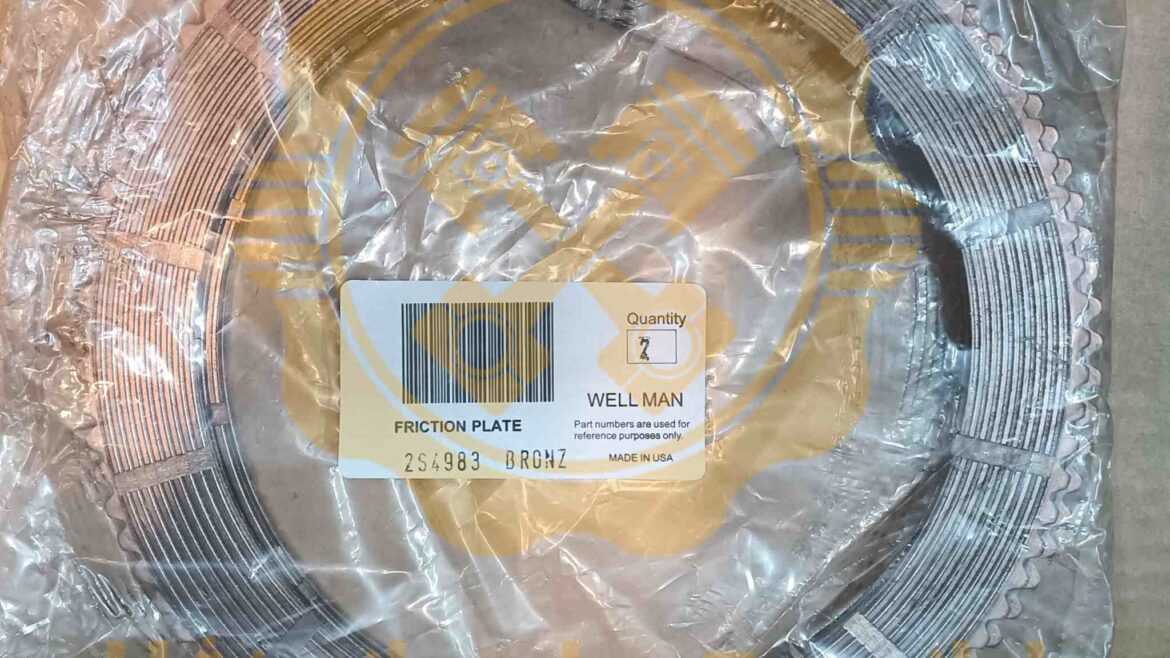 Quantity
2
WELL MAN
Part numbers are used for
reference purposes only.
MADE IN USA
FRICTION PLATE
2S4983 BRONZ